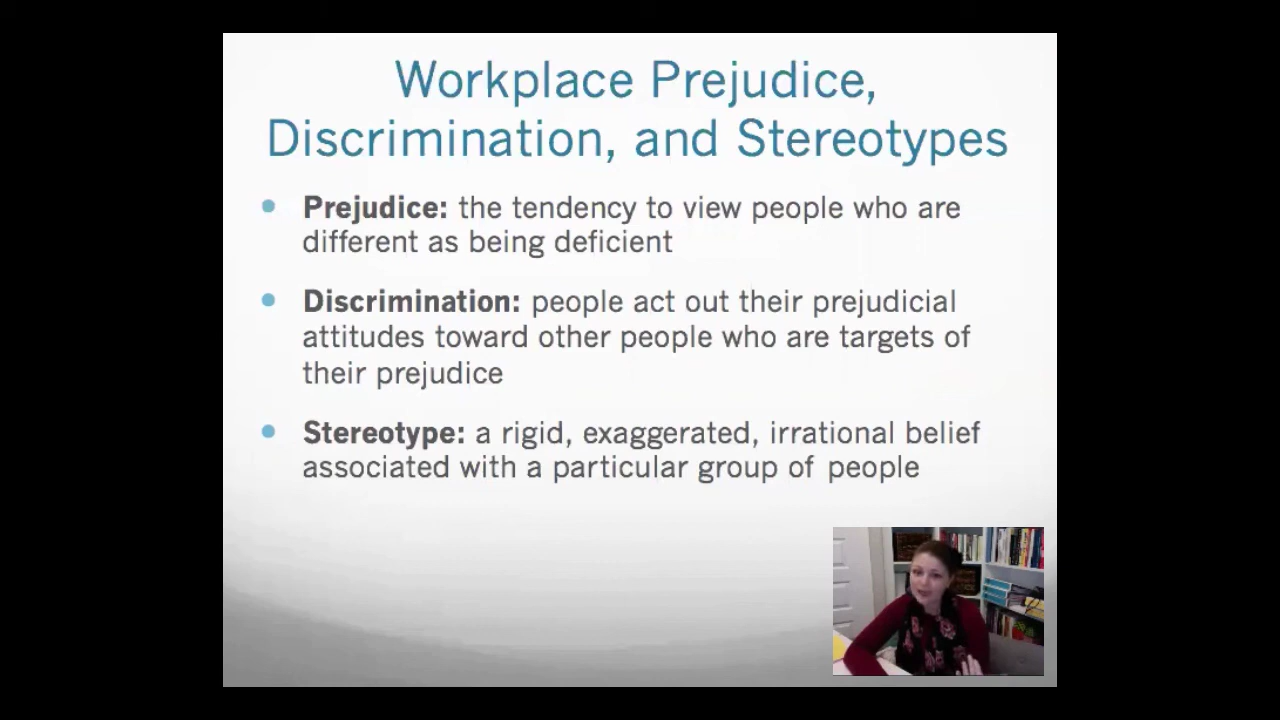 Workplace Prejudice,
Discrimination, and Stereotypes
Prejudice: the tendency to view people who are
different as being deficient
Discrimination: people act out their prejudicial
attitudes toward other people who are targets of
their prejudice
Stereotype: a rigid, exaggerated, irrational belief
associated with a particular group of people